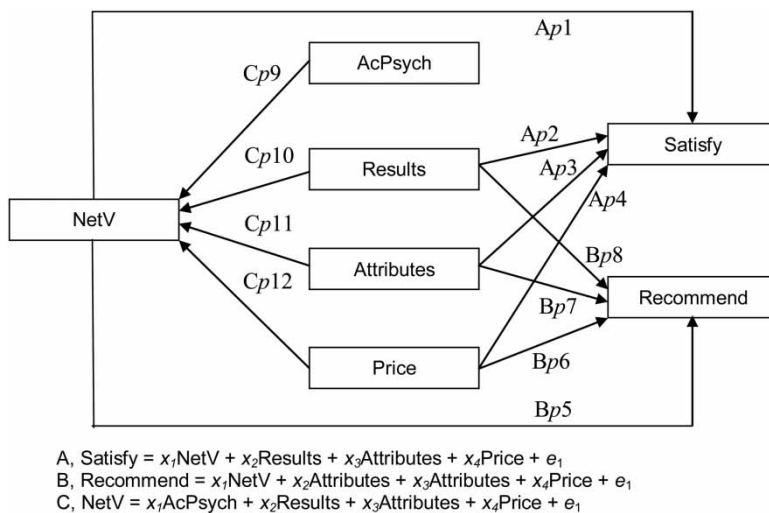 Ap1
AcPsych
Cp9
Ap2
Satisfy
Cp10
Results
Ap3
Ap4
NetV
Cp11
Attributes
Bp8
Cp12
Recommend
Bp7
Price
Bp6
Bp5
A, Satisfy = x₁NetV + x₂Results + x₃Attributes + x₄Price + e₁
B, Recommend = x₁NetV + x₂Attributes + x₃Attributes + x₄Price + e₁
C, NetV = x₁AcPsych + x₂Results + x₃Attributes + x₄Price + e₁